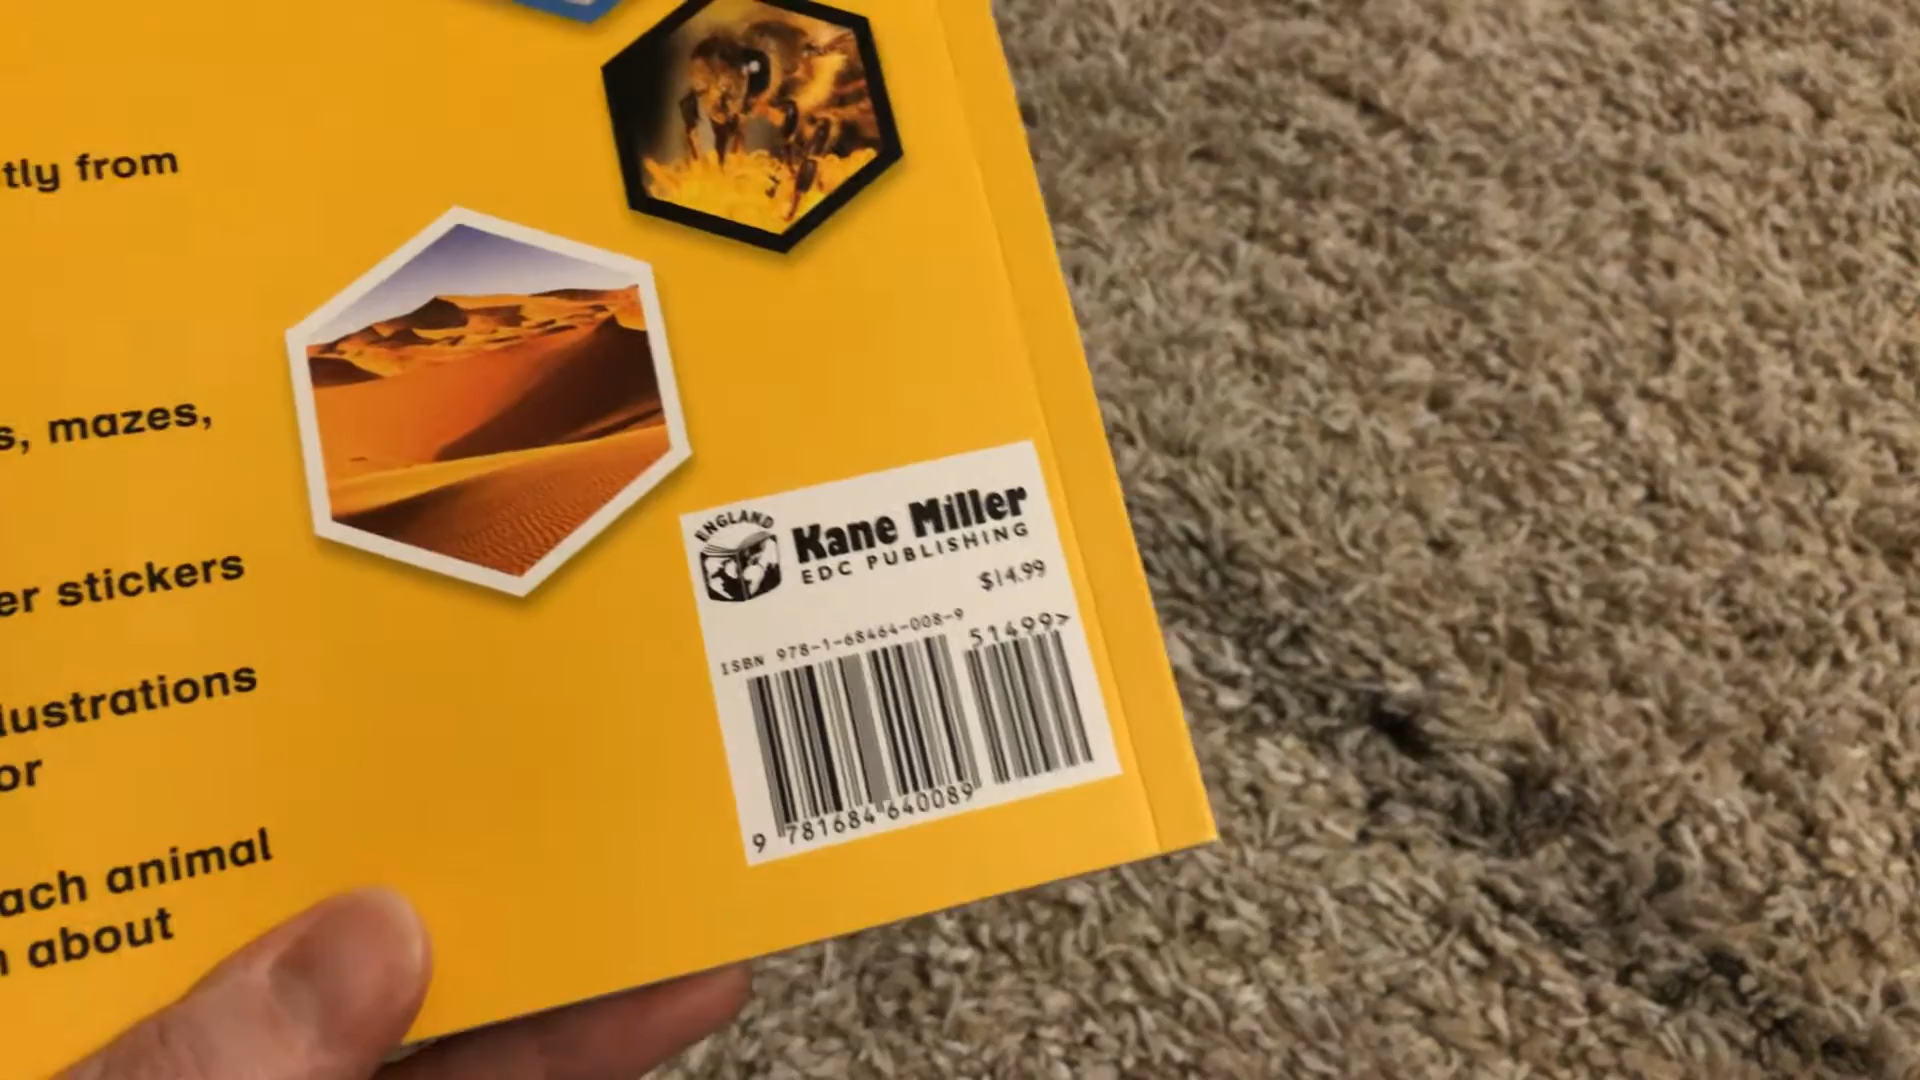 tly from
s, mazes,
er stickers
lustrations
or
ach animal
about
ENGLAND
Kane Miller
EDC PUBLISHING
$14.99
ISBN 978-1-68464-008-9
51499>
9 781684 640089